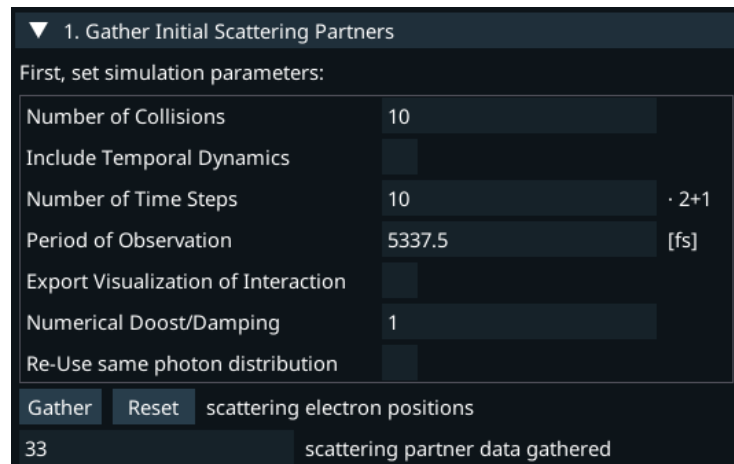 1. Gather Initial Scattering Partners
First, set simulation parameters:
Number of Collisions 10
Include Temporal Dynamics
Number of Time Steps 10 · 2+1
Period of Observation 5337.5 [fs]
Export Visualization of Interaction
Numerical Doost/Damping 1
Re-Use same photon distribution
Gather Reset scattering electron positions
33 scattering partner data gathered